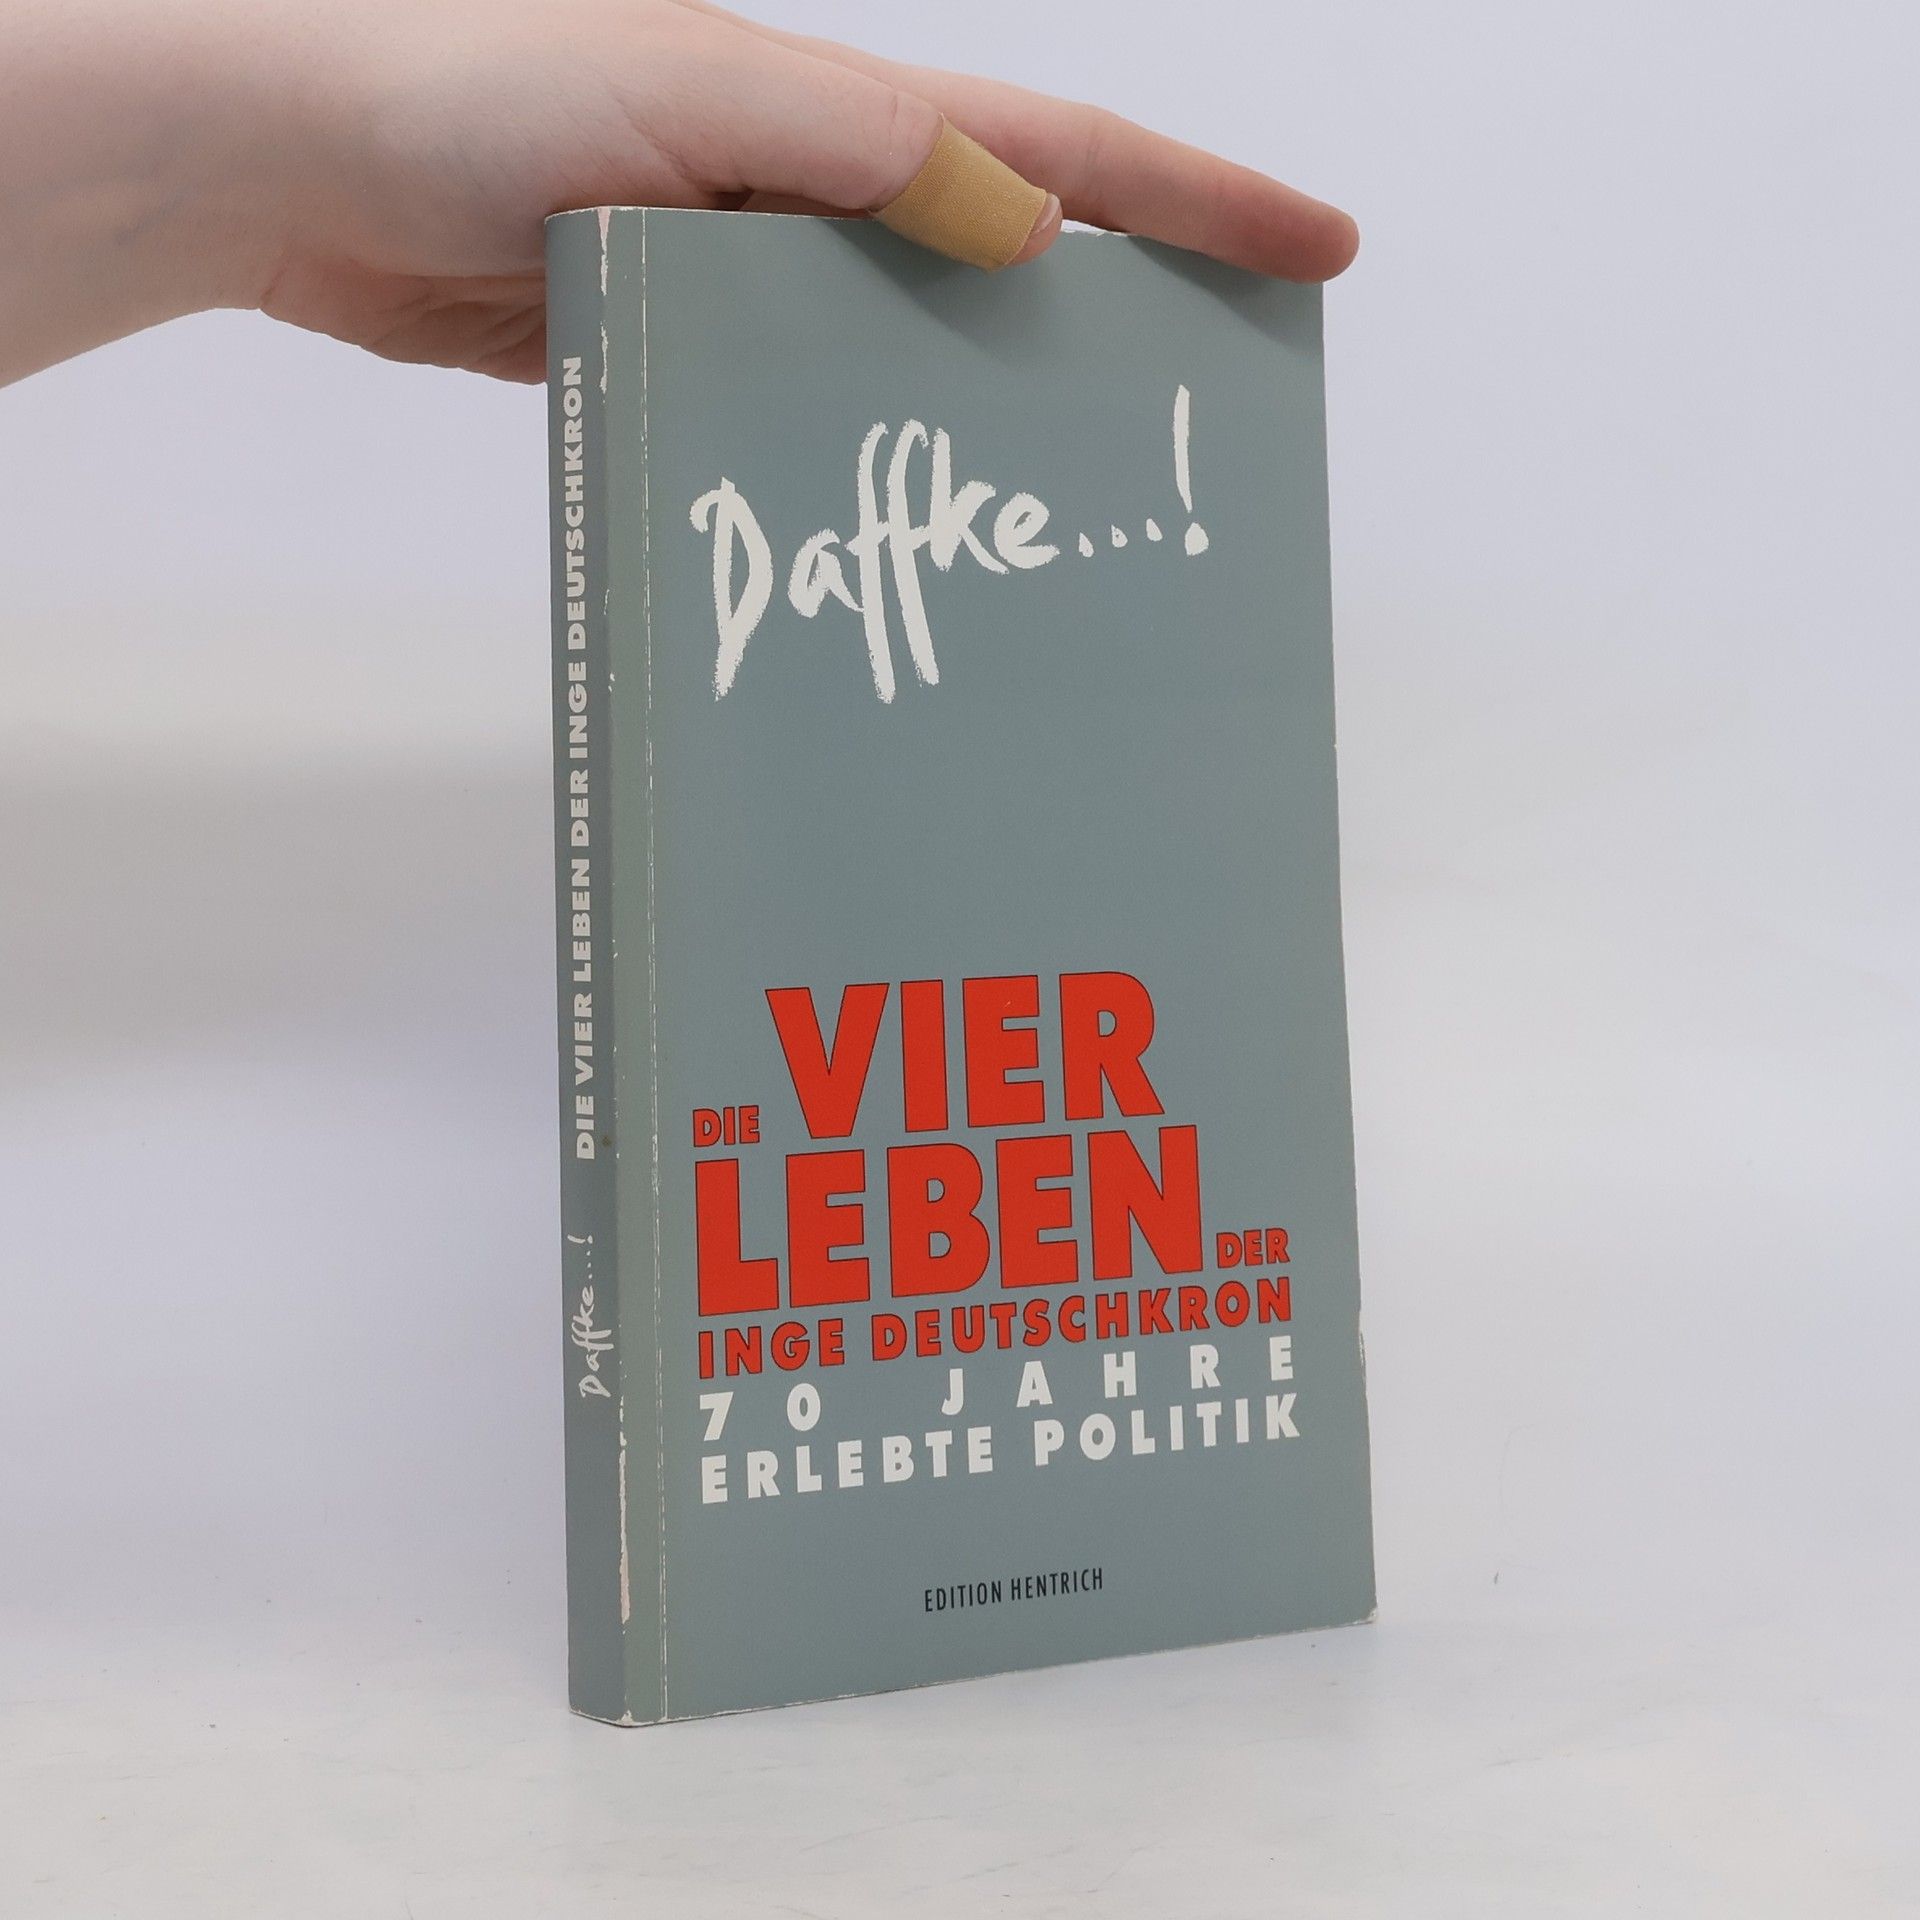 Daffke...!
DIE VIER
LEBEN DER
INGE DEUTSCHKRON
70 JAHRE
ERLEBTE POLITIK
EDITION HENTRICH
Daffke...! DIE VIER LEBEN DER INGE DEUTSCHKRON